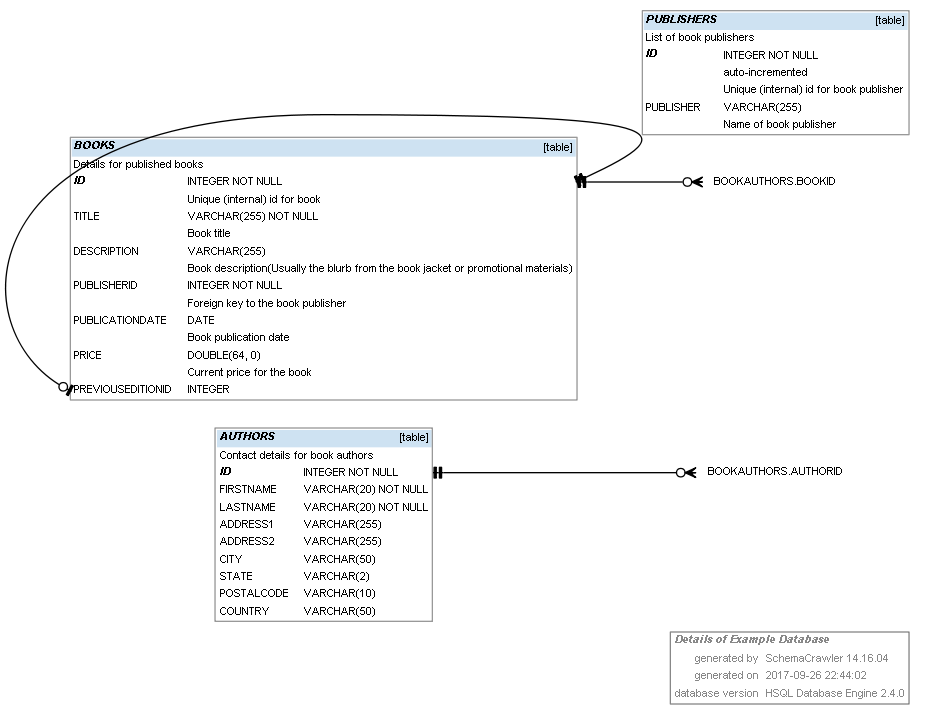 PUBLISHERS [table]
List of book publishers
ID INTEGER NOT NULL
auto-incremented
Unique (internal) id for book publisher
PUBLISHER VARCHAR(255)
Name of book publisher
BOOKS [table]
Details for published books
ID INTEGER NOT NULL
Unique (internal) id for book
TITLE VARCHAR(255) NOT NULL
Book title
DESCRIPTION VARCHAR(255)
Book description(Usually the blurb from the book jacket or promotional materials)
PUBLISHERID INTEGER NOT NULL
Foreign key to the book publisher
PUBLICATIONDATE DATE
Book publication date
PRICE DOUBLE(64, 0)
Current price for the book
PREVIOUSEDITIONID INTEGER
BOOKAUTHORS.BOOKID
AUTHORS [table]
Contact details for book authors
ID INTEGER NOT NULL
FIRSTNAME VARCHAR(20) NOT NULL
LASTNAME VARCHAR(20) NOT NULL
ADDRESS1 VARCHAR(255)
ADDRESS2 VARCHAR(255)
CITY VARCHAR(50)
STATE VARCHAR(2)
POSTALCODE VARCHAR(10)
COUNTRY VARCHAR(50)
BOOKAUTHORS.AUTHORID
Details of Example Database
generated by SchemaCrawler 14.16.04
generated on 2017-09-26 22:44:02
database version HSQL Database Engine 2.4.0